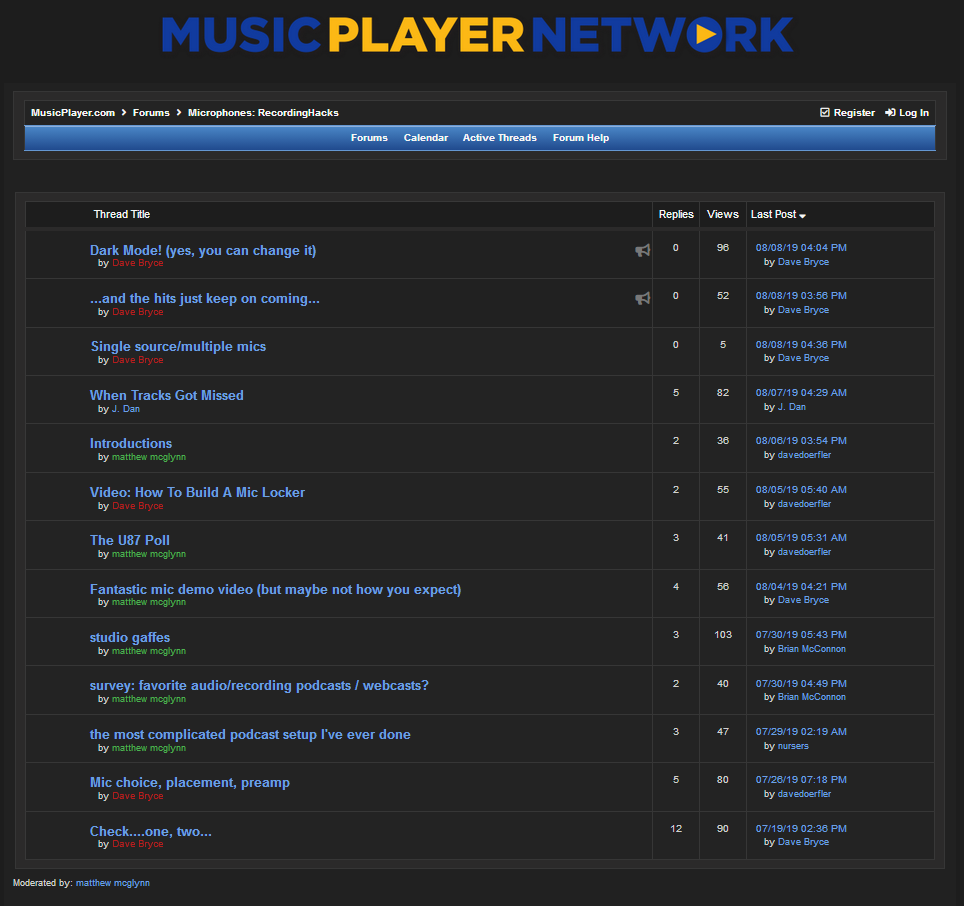 MUSIC PLAYER NETWORK
MusicPlayer.com Forums Microphones: RecordingHacks Register Log In
Forums Calendar Active Threads Forum Help
Thread Title Replies Views Last Post
Dark Mode! (yes, you can change it) 0 96 08/08/19 04:04 PM
by Dave Bryce by Dave Bryce
...and the hits just keep on coming... 0 52 08/08/19 03:56 PM
by Dave Bryce by Dave Bryce
Single source/multiple mics 0 5 08/08/19 04:36 PM
by Dave Bryce by Dave Bryce
When Tracks Got Missed 5 82 08/07/19 04:29 AM
by J. Dan by J. Dan
Introductions 2 36 08/06/19 03:54 PM
by matthew mcglynn by davedoerfler
Video: How To Build A Mic Locker 2 55 08/05/19 05:40 AM
by Dave Bryce by davedoerfler
The U87 Poll 3 41 08/05/19 05:31 AM
by matthew mcglynn by davedoerfler
Fantastic mic demo video (but maybe not how you expect) 4 56 08/04/19 04:21 PM
by matthew mcglynn by Dave Bryce
studio gaffes 3 103 07/30/19 05:43 PM
by matthew mcglynn by Brian McConnon
survey: favorite audio/recording podcasts / webcasts? 2 40 07/30/19 04:49 PM
by matthew mcglynn by Brian McConnon
the most complicated podcast setup I've ever done 3 47 07/29/19 02:19 AM
by matthew mcglynn by nursers
Mic choice, placement, preamp 5 80 07/26/19 07:18 PM
by Dave Bryce by davedoerfler
Check....one, two... 12 90 07/19/19 02:36 PM
by Dave Bryce by Dave Bryce
Moderated by: matthew mcglynn